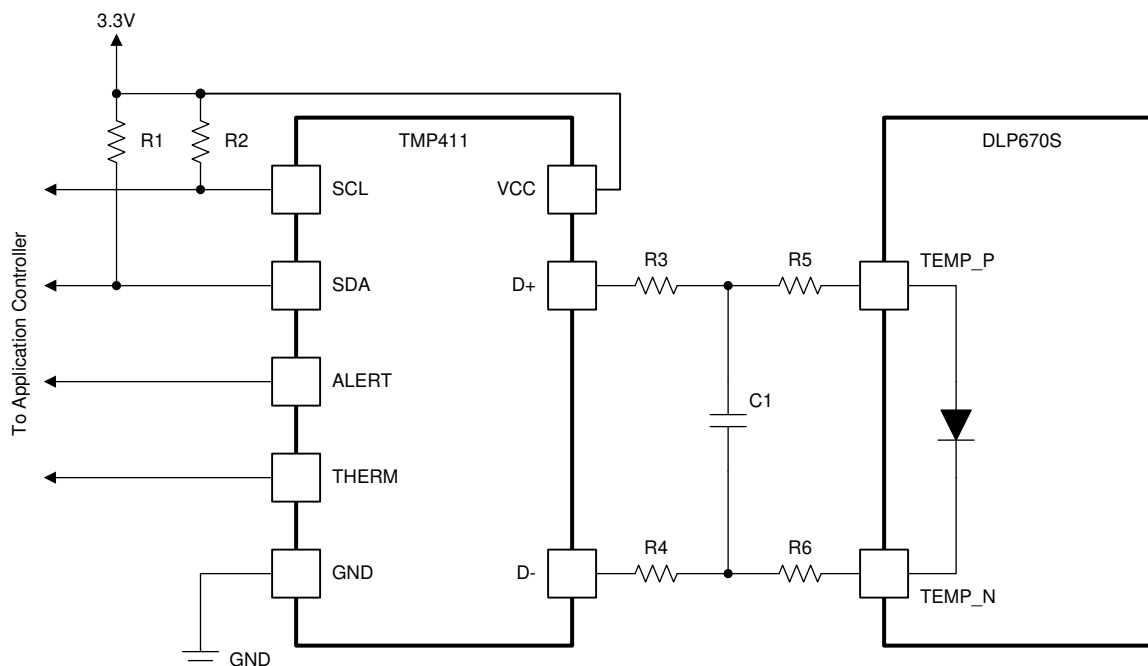 3.3V
R1
R2
TMP411
DLP670S
SCL
VCC
SDA
D+
R3
R5
TEMP_P
ALERT
C1
THERM
GND
D-
R4
R6
TEMP_N
GND
To Application Controller